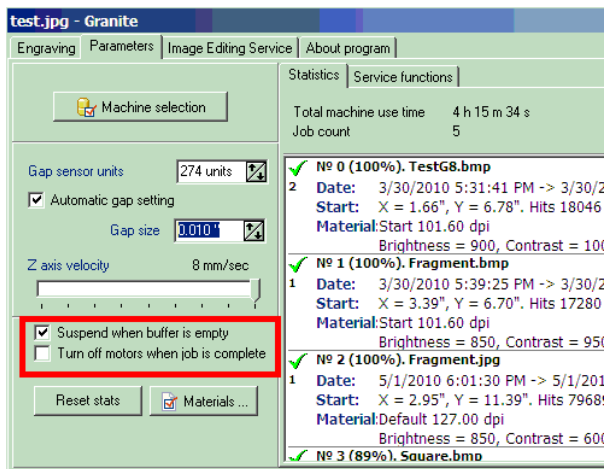 test.jpg - Granite
Engraving Parameters Image Editing Service About program
Machine selection
Gap sensor units 274 units
Automatic gap setting
Gap size 0.010 "
Z axis velocity 8 mm/sec
Suspend when buffer is empty
Turn off motors when job is complete
Reset stats Materials ...
Statistics Service functions
Total machine use time 4 h 15 m 34 s
Job count 5
Nº 0 (100%). TestG8.bmp
2 Date: 3/30/2010 5:31:41 PM -> 3/30/2
Start: X = 1.66", Y = 6.78". Hits 18046
Material:Start 101.60 dpi
Brightness = 900, Contrast = 100
Nº 1 (100%). Fragment.bmp
1 Date: 3/30/2010 5:39:25 PM -> 3/30/2
Start: X = 3.39", Y = 6.70". Hits 17280
Material:Start 101.60 dpi
Brightness = 850, Contrast = 950
Nº 2 (100%). Fragment.jpg
1 Date: 5/1/2010 6:01:30 PM -> 5/1/201
Start: X = 2.95", Y = 11.39". Hits 79689
Material:Default 127.00 dpi
Brightness = 850, Contrast = 600
Nº 3 (89%). Square.bmp